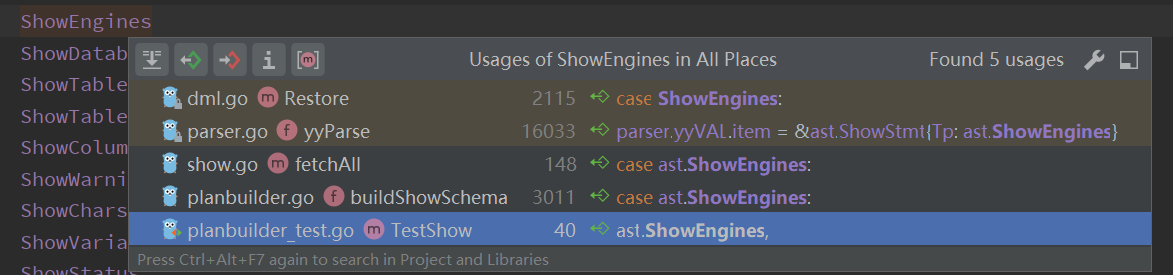 ShowEngines
ShowDatab
Usages of ShowEngines in All Places Found 5 usages
ShowTable
dml.go m Restore 2115 case ShowEngines:
ShowTable
parser.go f yyParse 16033 parser.yyVAL.item = &ast.ShowStmt{Tp: ast.ShowEngines}
ShowColum
show.go m fetchAll 148 case ast.ShowEngines:
ShowWarni
planbuilder.go f buildShowSchema 3011 case ast.ShowEngines:
ShowChars
planbuilder_test.go m TestShow 40 ast.ShowEngines,
ShowVaria
Press Ctrl+Alt+F7 again to search in Project and Libraries
ShowStatus